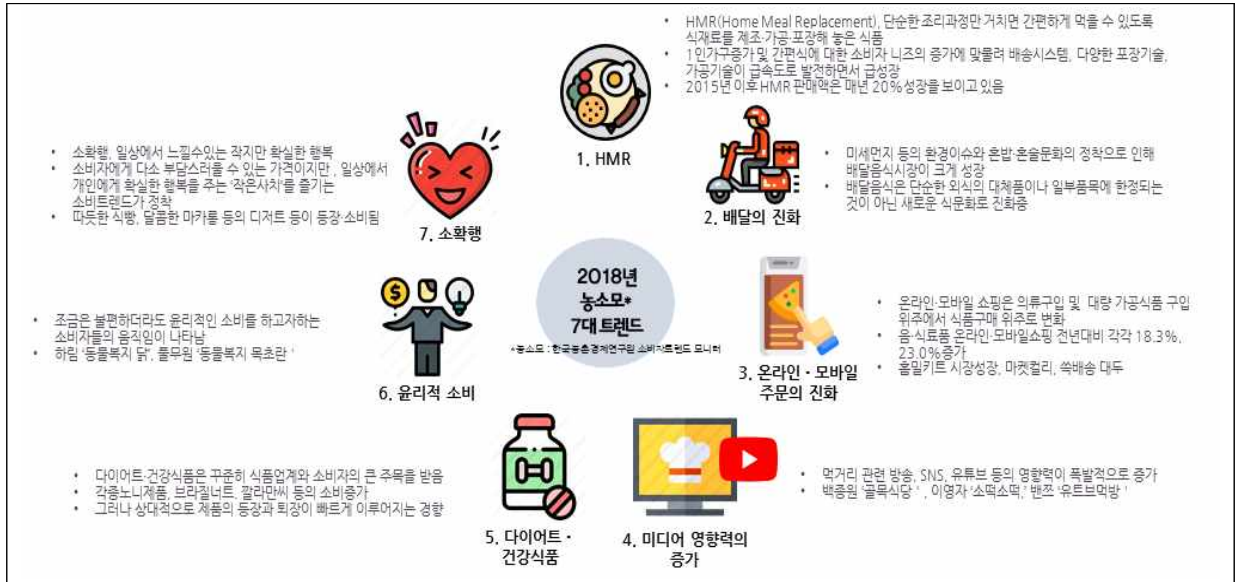 • HMR(Home Meal Replacement), 단순한 조리과정만 거치면 간편하게 먹을 수 있도록
식재료를 제조·가공·포장해 놓은 식품
• 1인가구증가 및 간편식에 대한 소비자 니즈의 증가에 맞물려 배송시스템, 다양한 포장기술,
가공기술이 급속도로 발전하면서 급성장
• 2015년 이후 HMR 판매액은 매년 20%성장을 보이고 있음
1. HMR
• 미세먼지 등의 환경이슈와 혼밥·혼술문화의 정착으로 인해
배달음식시장이 크게 성장
• 배달음식은 단순한 외식의 대체품이나 일부품목에 한정되는
것이 아닌 새로운 식문화로 진화중
2. 배달의 진화
• 온라인·모바일 쇼핑은 의류구입 및 대량 가공식품 구입
위주에서 식품구매 위주로 변화
• 음·식료품 온라인·모바일쇼핑 전년대비 각각 18.3%,
23.0%증가
• 홈밀키트 시장성장, 마켓컬리, 쓱배송 대두
3. 온라인·모바일
주문의 진화
• 먹거리 관련 방송, SNS, 유튜브 등의 영향력이 폭발적으로 증가
• 백종원 ‘골목식당 ‘ , 이영자 ‘소떡소떡,’ 밴쯔 ‘유트브먹방 ‘
4. 미디어 영향력의
증가
• 다이어트·건강식품은 꾸준히 식품업계와 소비자의 큰 주목을 받음
• 각종노니제품, 브라질너트, 깔라만씨 등의 소비증가
• 그러나 상대적으로 제품의 등장과 퇴장이 빠르게 이루어지는 경향
5. 다이어트·
건강식품
• 조금은 불편하더라도 윤리적인 소비를 하고자하는
소비자들의 움직임이 나타남
• 하림 ‘동물복지 닭’, 풀무원 ‘동물복지 목초란 ‘
6. 윤리적 소비
• 소확행, 일상에서 느낄수있는 작지만 확실한 행복
• 소비자에게 다소 부담스러울 수 있는 가격이지만 , 일상에서
개인에게 확실한 행복을 주는 ‘작은사치’를 즐기는
소비트렌드가 정착
• 따듯한 식빵, 달콤한 마카롱 등의 디저트 등이 등장·소비됨
7. 소확행
2018년
농소모*
7대 트렌드
*농소모 : 한국농촌경제연구원 소비자트렌드 모니터